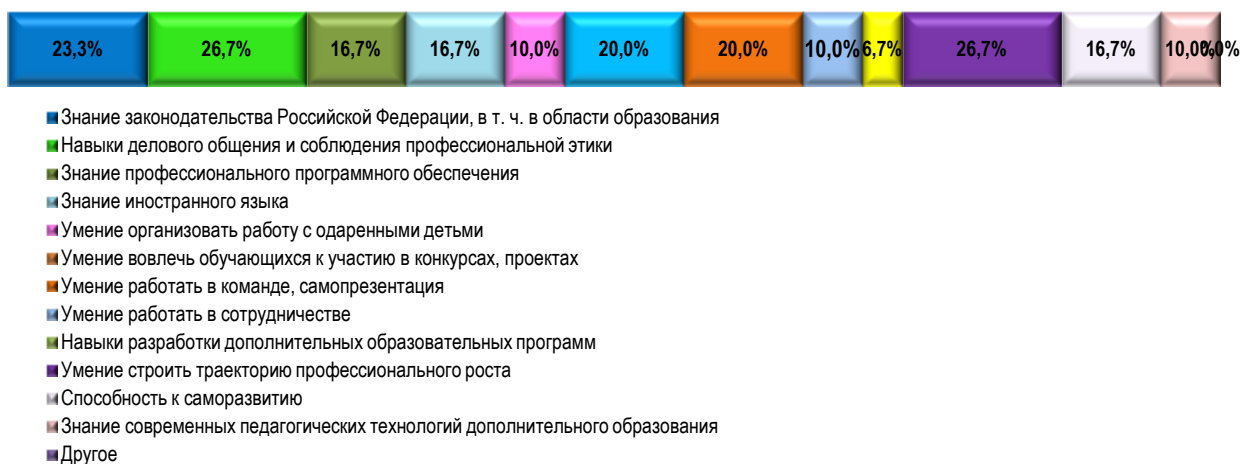 23,3% 26,7% 16,7% 16,7% 10,0% 20,0% 20,0% 10,0% 6,7% 26,7% 16,7% 10,0% 0,0%
Знание законодательства Российской Федерации, в т. ч. в области образования
Навыки делового общения и соблюдения профессиональной этики
Знание профессионального программного обеспечения
Знание иностранного языка
Умение организовать работу с одаренными детьми
Умение вовлечь обучающихся к участию в конкурсах, проектах
Умение работать в команде, самопрезентация
Умение работать в сотрудничестве
Навыки разработки дополнительных образовательных программ
Умение строить траекторию профессионального роста
Способность к саморазвитию
Знание современных педагогических технологий дополнительного образования
Другое